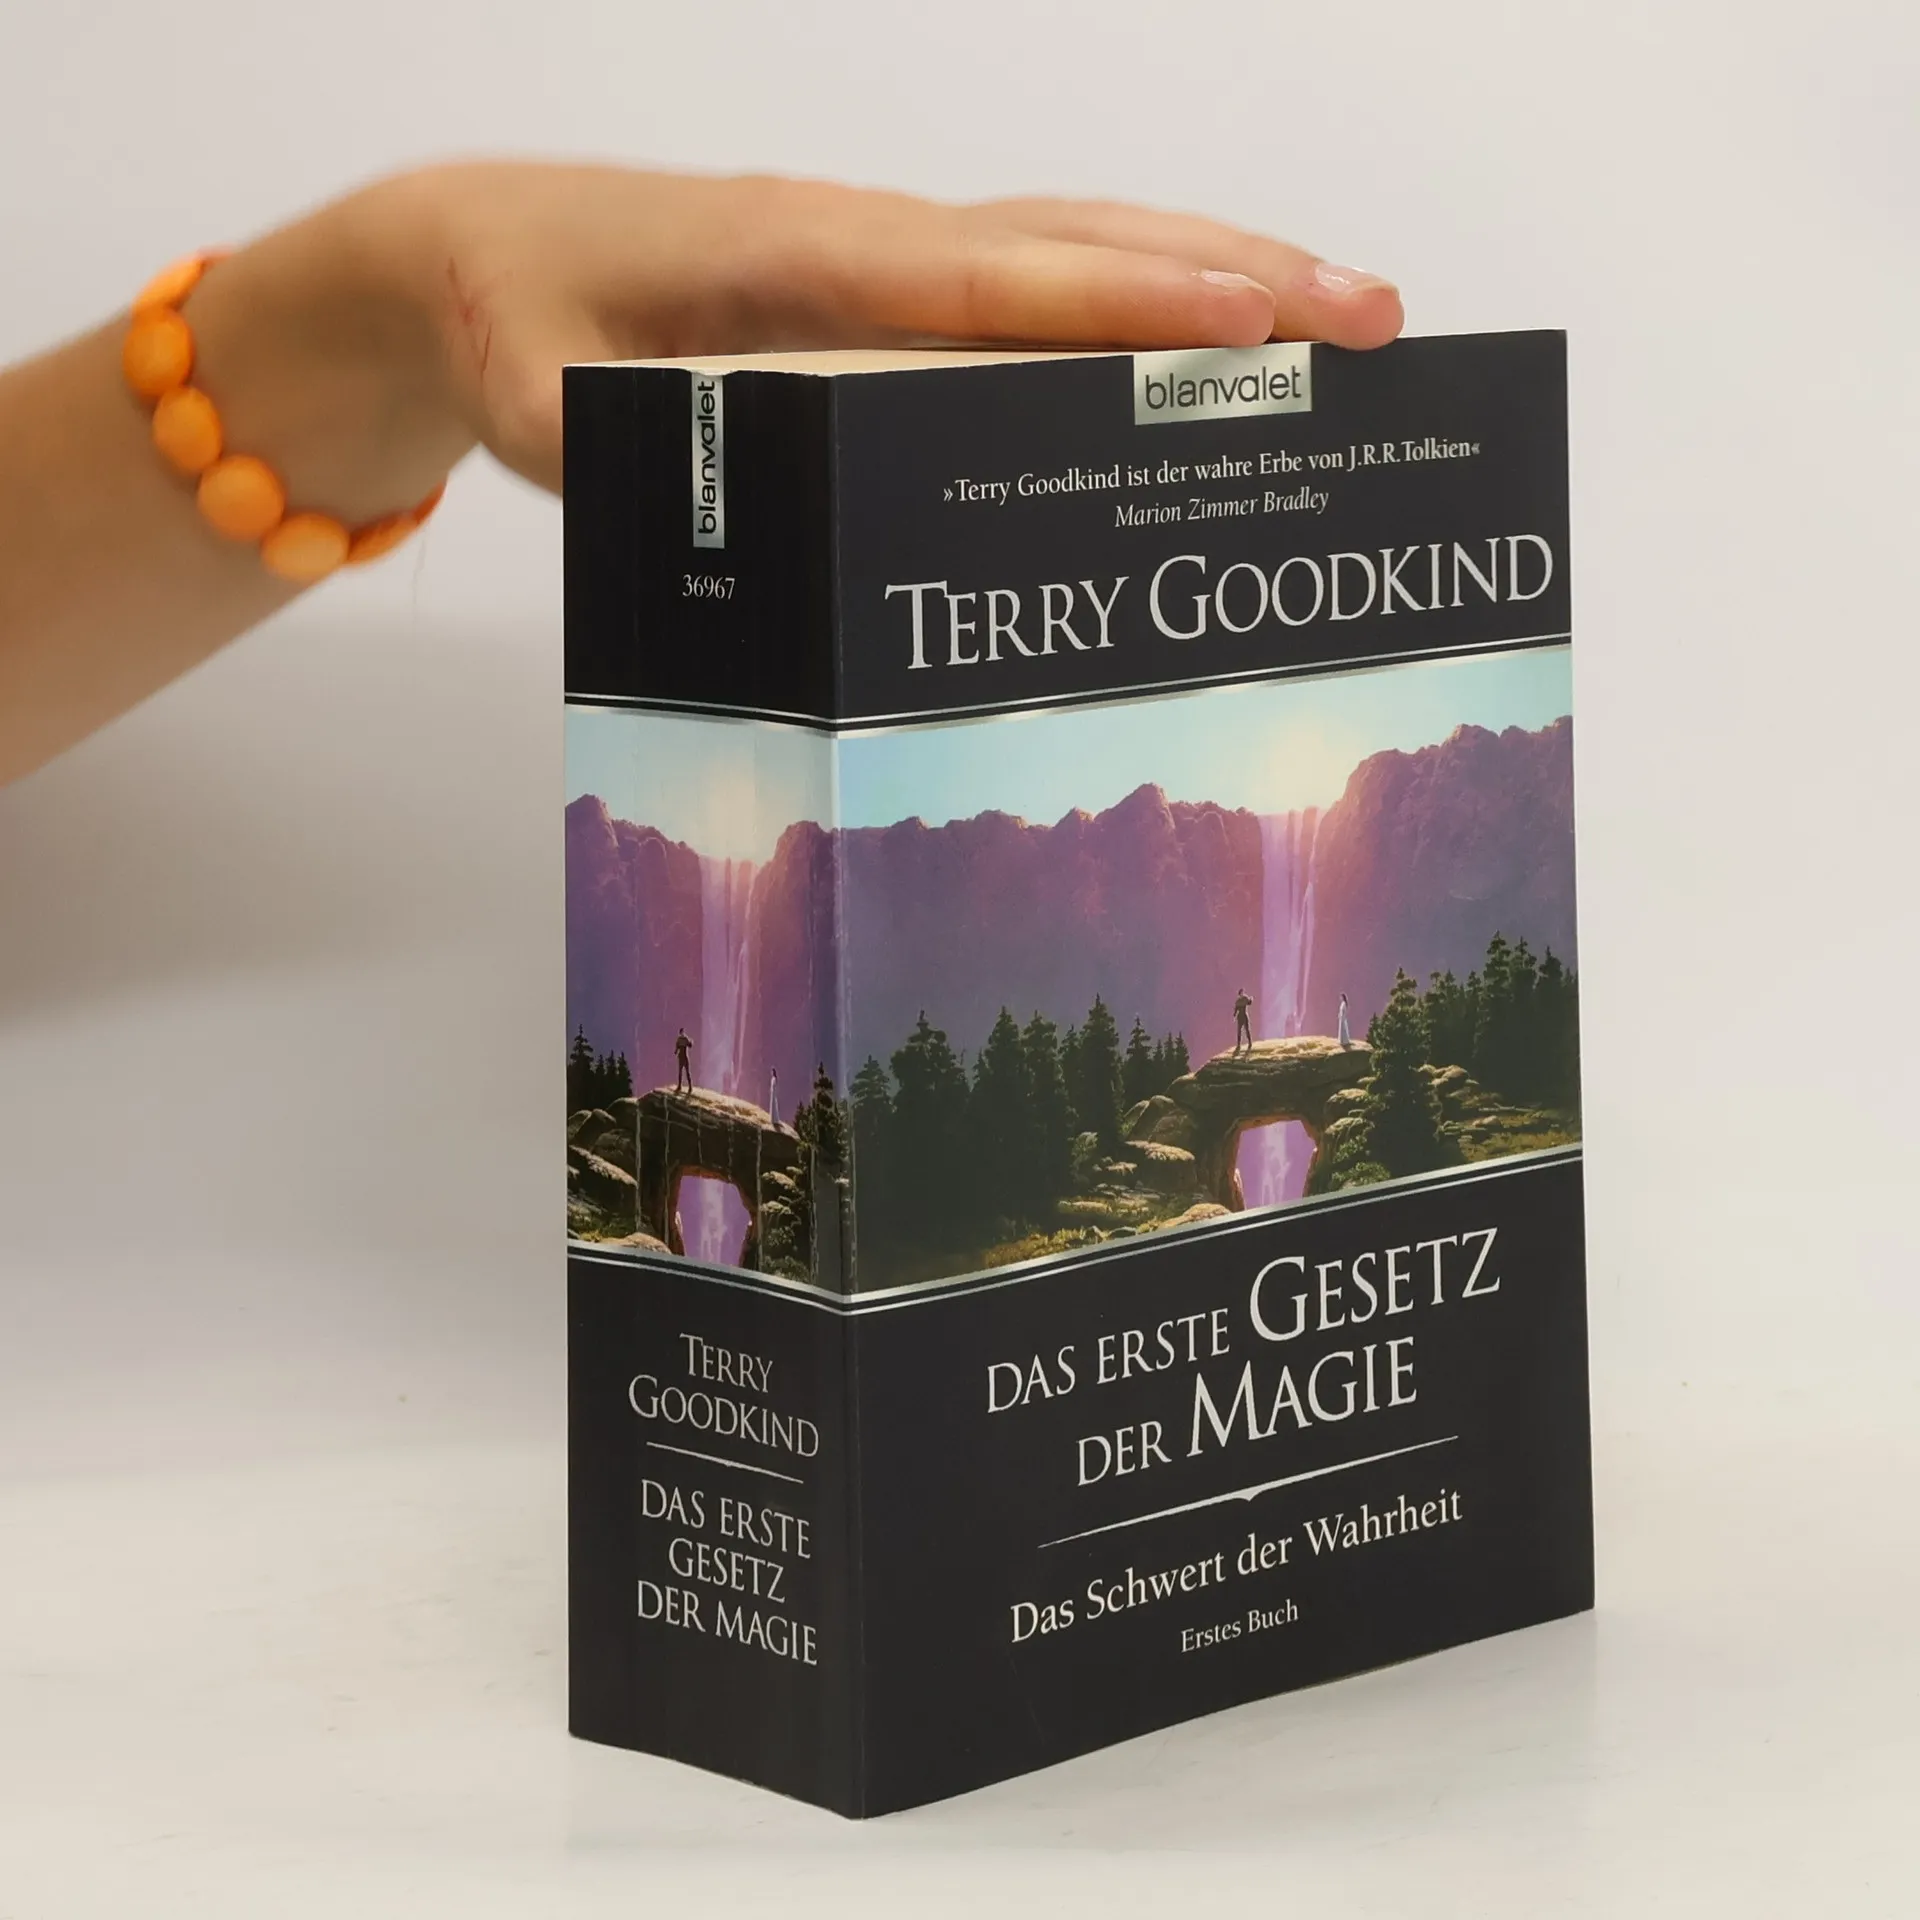 blanvalet
36967
TERRY
GOODKIND
DAS ERSTE
GESETZ
DER MAGIE
blanvalet
»Terry Goodkind ist der wahre Erbe von J.R.R.Tolkien«
Marion Zimmer Bradley
TERRY GOODKIND
DAS ERSTE GESETZ
DER MAGIE
Das Schwert der Wahrheit
Erstes Buch